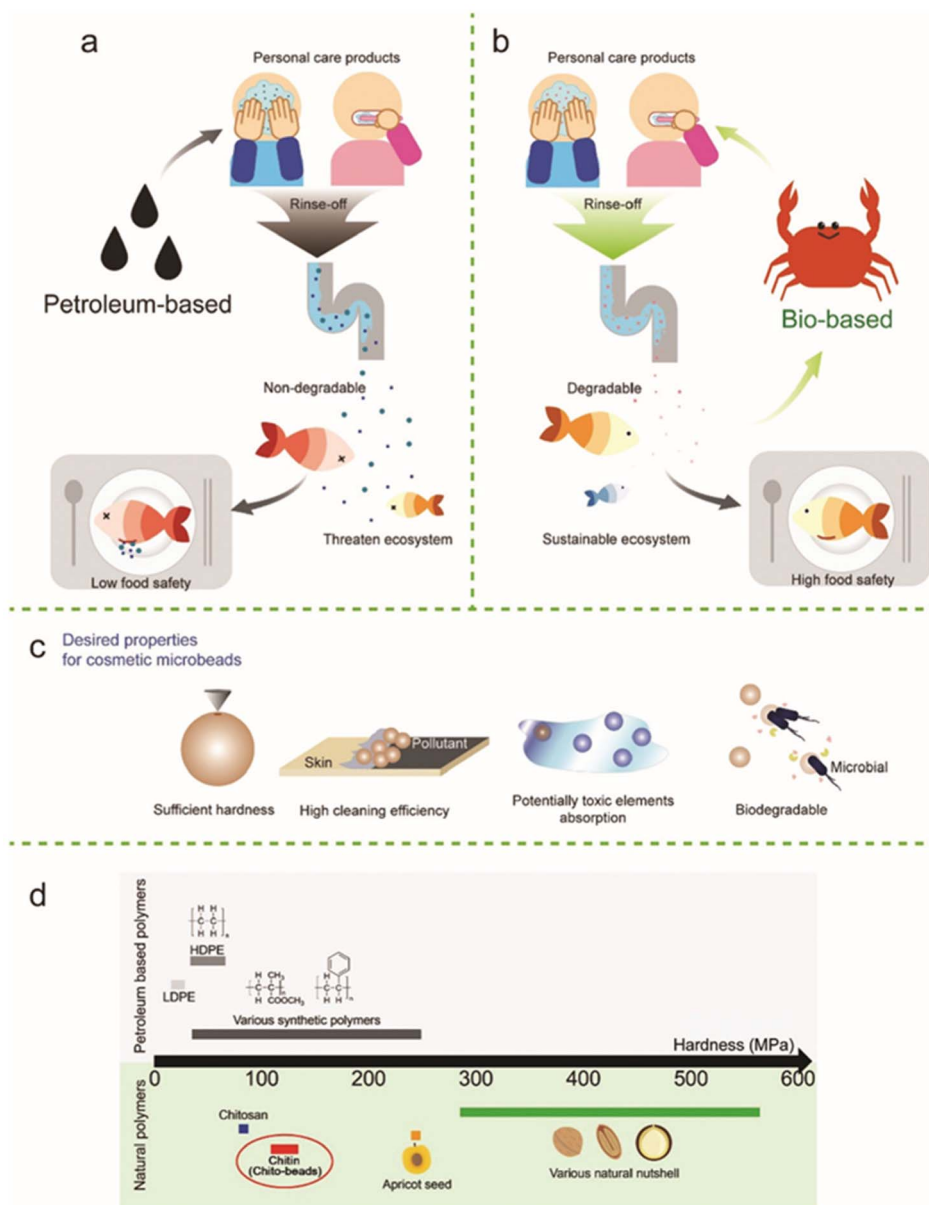 a
Personal care products
Rinse-off
Petroleum-based
Non-degradable
Threaten ecosystem
Low food safety
b
Personal care products
Rinse-off
Bio-based
Degradable
Sustainable ecosystem
High food safety
c
Desired properties
for cosmetic microbeads
Skin
Pollutant
Microbial
Sufficient hardness
High cleaning efficiency
Potentially toxic elements
absorption
Biodegradable
d
Petroleum based polymers
H H
C C
H H
n
HDPE
LDPE
H CH₃
C C
H COOCH₃
n
H H
C C
H H
n
Various synthetic polymers
Hardness (MPa)
0 100 200 300 400 500 600
Natural polymers
Chitosan
Chitin
(Chito-beads)
Apricot seed
Various natural nutshell